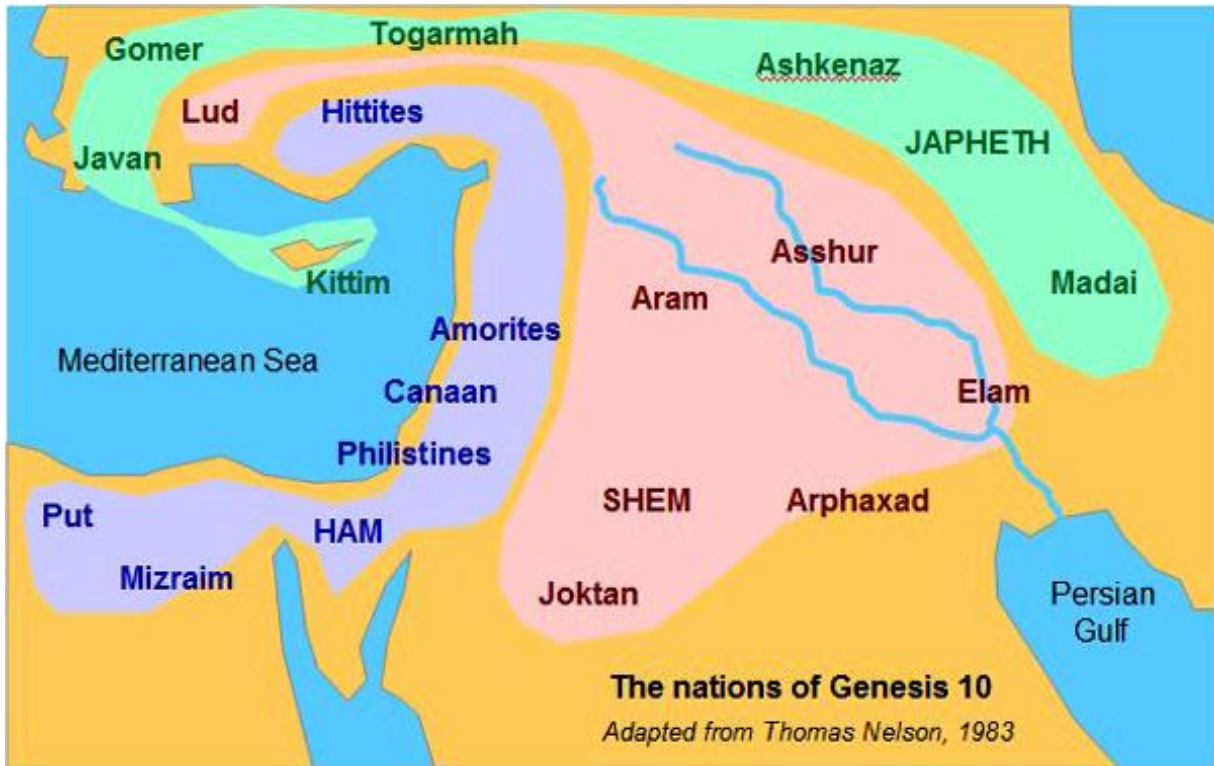 Gomer
Togarmah
Ashkenaz
Lud
Hittites
Javan
JAPHETH
Asshur
Kittim
Aram
Madai
Amorites
Mediterranean Sea
Canaan
Elam
Philistines
SHEM
Arphaxad
Put
HAM
Mizraim
Joktan
Persian
Gulf
The nations of Genesis 10
Adapted from Thomas Nelson, 1983